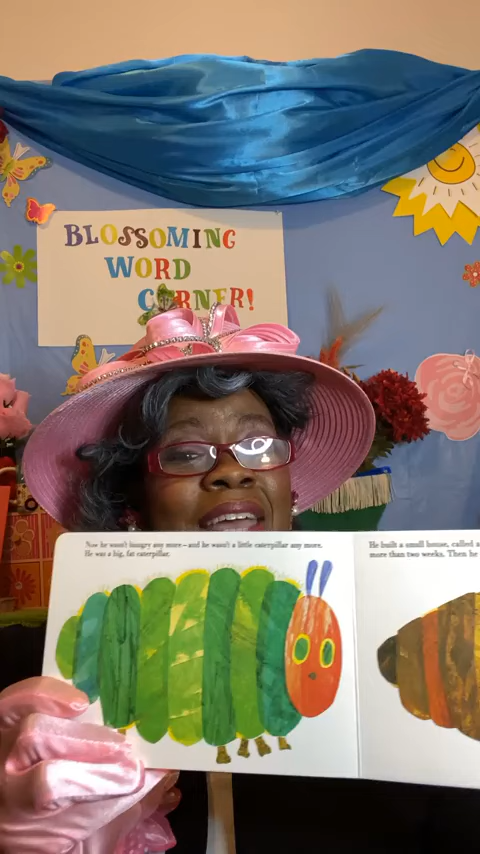 BLOSSOMING
WORD
CORNER!
Now he wasn't hungry any more—and he wasn't a little caterpillar any more.
He was a big, fat caterpillar.
He built a small house, called a
more than two weeks. Then he